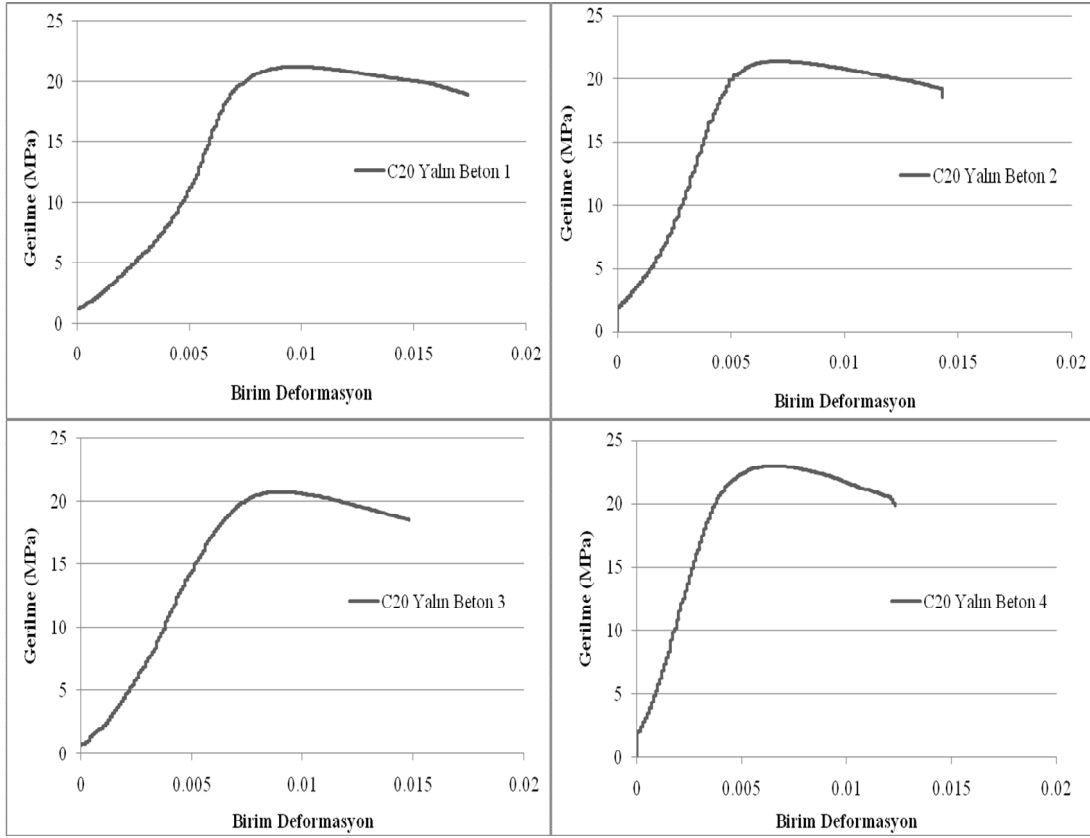 25
20
15
10
5
0
Gerilme (MPa)
C20 Yalın Beton 1
0 0.005 0.01 0.015 0.02
Birim Deformasyon
25
20
15
10
5
0
Gerilme (MPa)
C20 Yalın Beton 2
0 0.005 0.01 0.015 0.02
Birim Deformasyon
25
20
15
10
5
0
Gerilme (MPa)
C20 Yalın Beton 3
0 0.005 0.01 0.015 0.02
Birim Deformasyon
25
20
15
10
5
0
Gerilme (MPa)
C20 Yalın Beton 4
0 0.005 0.01 0.015 0.02
Birim Deformasyon